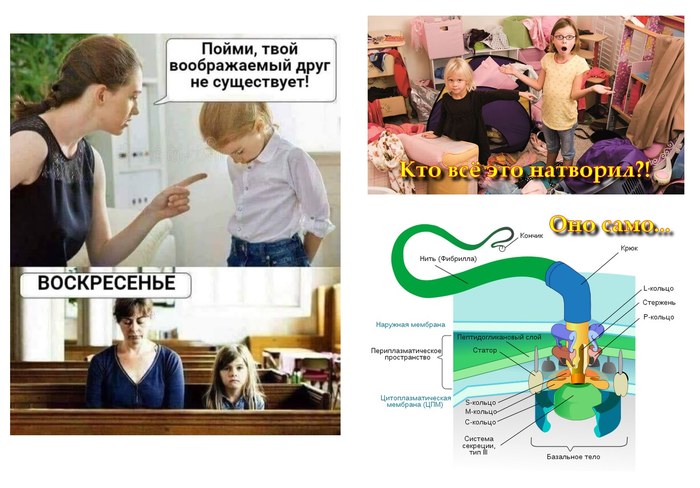 Пойми, твой
воображаемый друг
не существует!
ВОСКРЕСЕНЬЕ
Кто всё это натворил?!
Оно само...
Кончик
Нить (Фибрилла)
Крюк
L-кольцо
Стержень
P-кольцо
Наружная мембрана
Пептидогликановый слой
Периплазматическое
пространство
Статор
Цитоплазматическая
мембрана (ЦПМ)
S-кольцо
M-кольцо
C-кольцо
Система
секреции,
тип III
Базальное тело